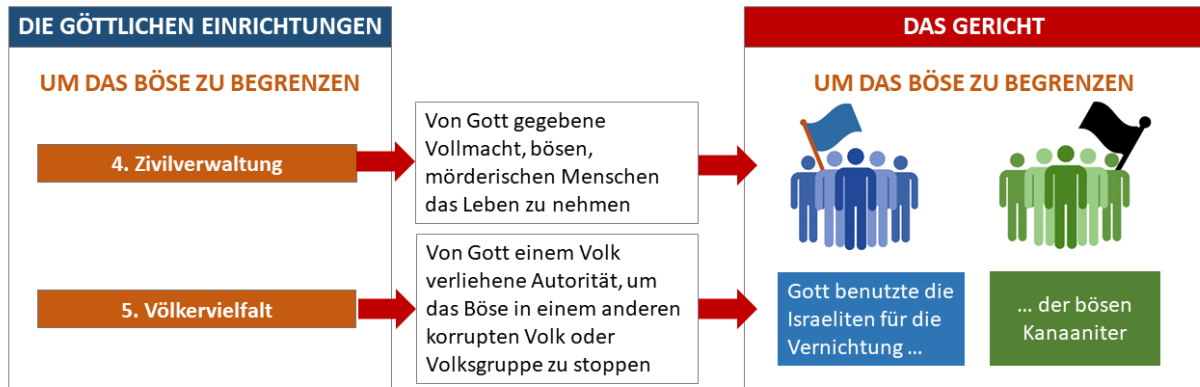 DIE GÖTTLICHEN EINRICHTUNGEN
UM DAS BÖSE ZU BEGRENZEN
4. Zivilverwaltung
5. Völkervielfalt
Von Gott gegebene
Vollmacht, bösen,
mörderischen Menschen
das Leben zu nehmen
Von Gott einem Volk
verliehene Autorität, um
das Böse in einem anderen
korrupten Volk oder
Volksgruppe zu stoppen
DAS GERICHT
UM DAS BÖSE ZU BEGRENZEN
Gott benutzte die
Israeliten für die
Vernichtung ...
... der bösen
Kanaaniter